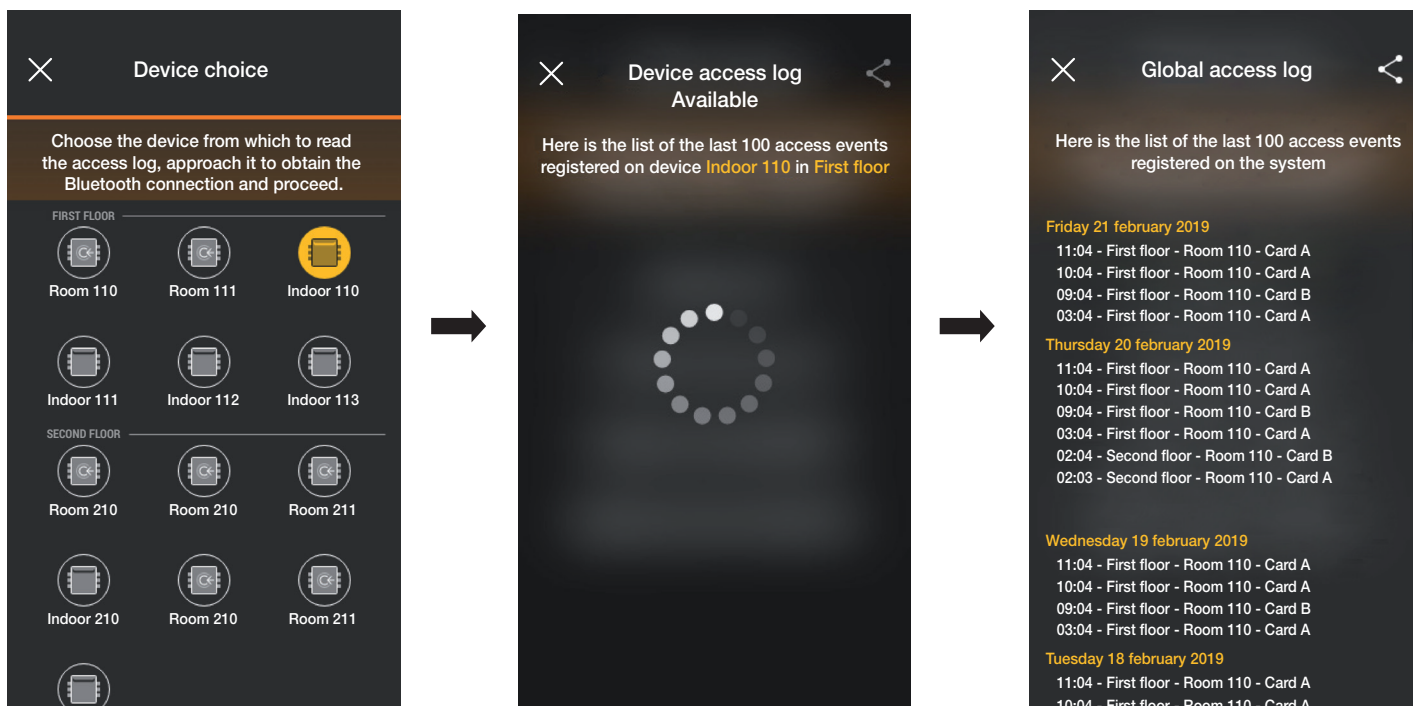 Device choice
Choose the device from which to read
the access log, approach it to obtain the
Bluetooth connection and proceed.
FIRST FLOOR
Room 110
Room 111
Indoor 110
Indoor 111
Indoor 112
Indoor 113
SECOND FLOOR
Room 210
Room 210
Room 211
Indoor 210
Room 210
Room 211
Device access log
Available
Here is the list of the last 100 access events
registered on device Indoor 110 in First floor
Global access log
Here is the list of the last 100 access events
registered on the system
Friday 21 february 2019
11:04 - First floor - Room 110 - Card A
10:04 - First floor - Room 110 - Card A
09:04 - First floor - Room 110 - Card B
03:04 - First floor - Room 110 - Card A
Thursday 20 february 2019
11:04 - First floor - Room 110 - Card A
10:04 - First floor - Room 110 - Card A
09:04 - First floor - Room 110 - Card B
03:04 - First floor - Room 110 - Card A
02:04 - Second floor - Room 110 - Card B
02:03 - Second floor - Room 110 - Card A
Wednesday 19 february 2019
11:04 - First floor - Room 110 - Card A
10:04 - First floor - Room 110 - Card A
09:04 - First floor - Room 110 - Card B
03:04 - First floor - Room 110 - Card A
Tuesday 18 february 2019
11:04 - First floor - Room 110 - Card A
10:04 - First floor - Room 110 - Card A